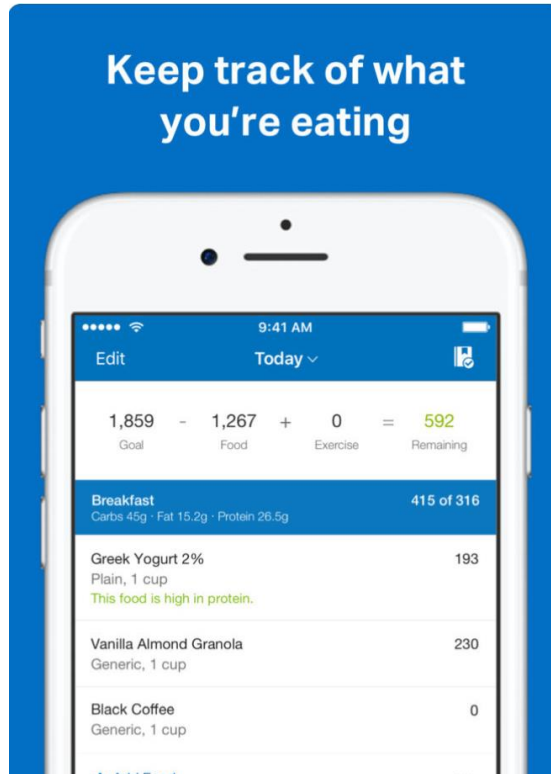 Keep track of what
you're eating
9:41 AM
Edit Today
1,859 - 1,267 + 0 = 592
Goal Food Exercise Remaining
Breakfast 415 of 316
Carbs 45g · Fat 15.2g · Protein 26.5g
Greek Yogurt 2% 193
Plain, 1 cup
This food is high in protein.
Vanilla Almond Granola 230
Generic, 1 cup
Black Coffee 0
Generic, 1 cup